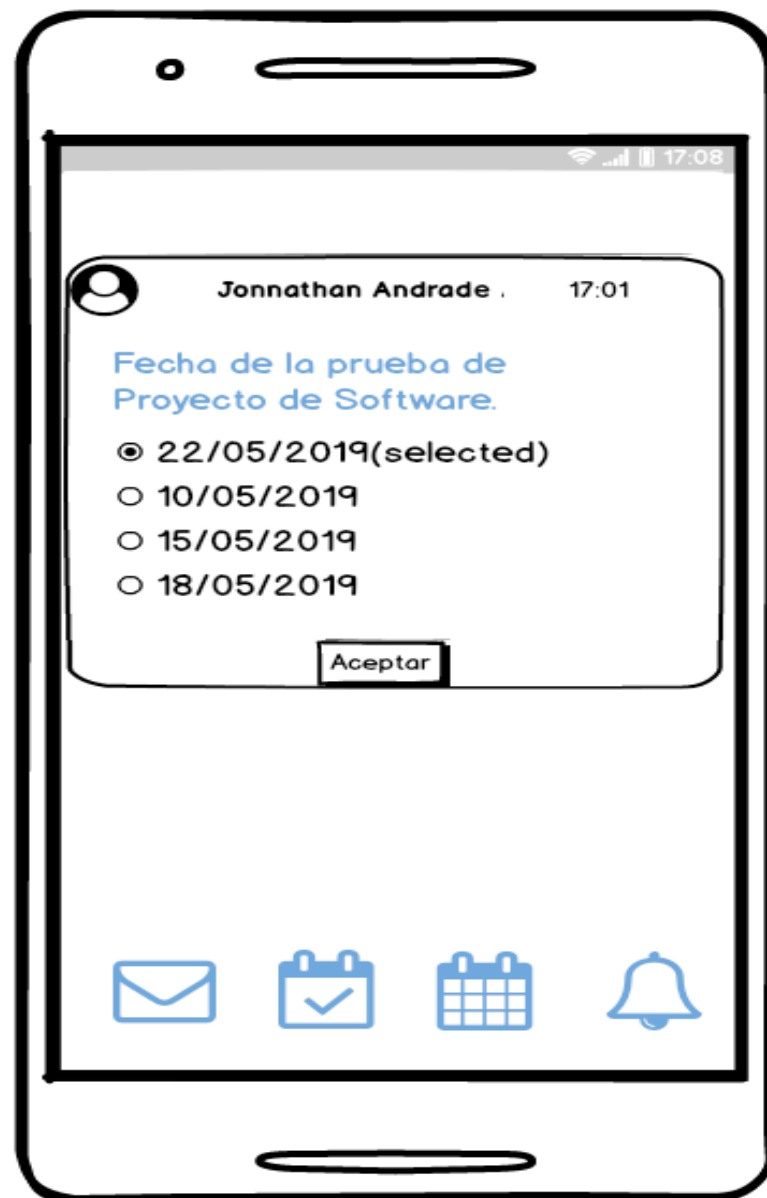 17:08
Jonnathan Andrade . 17:01
Fecha de la prueba de
Proyecto de Software.
22/05/2019(selected)
10/05/2019
15/05/2019
18/05/2019
Aceptar